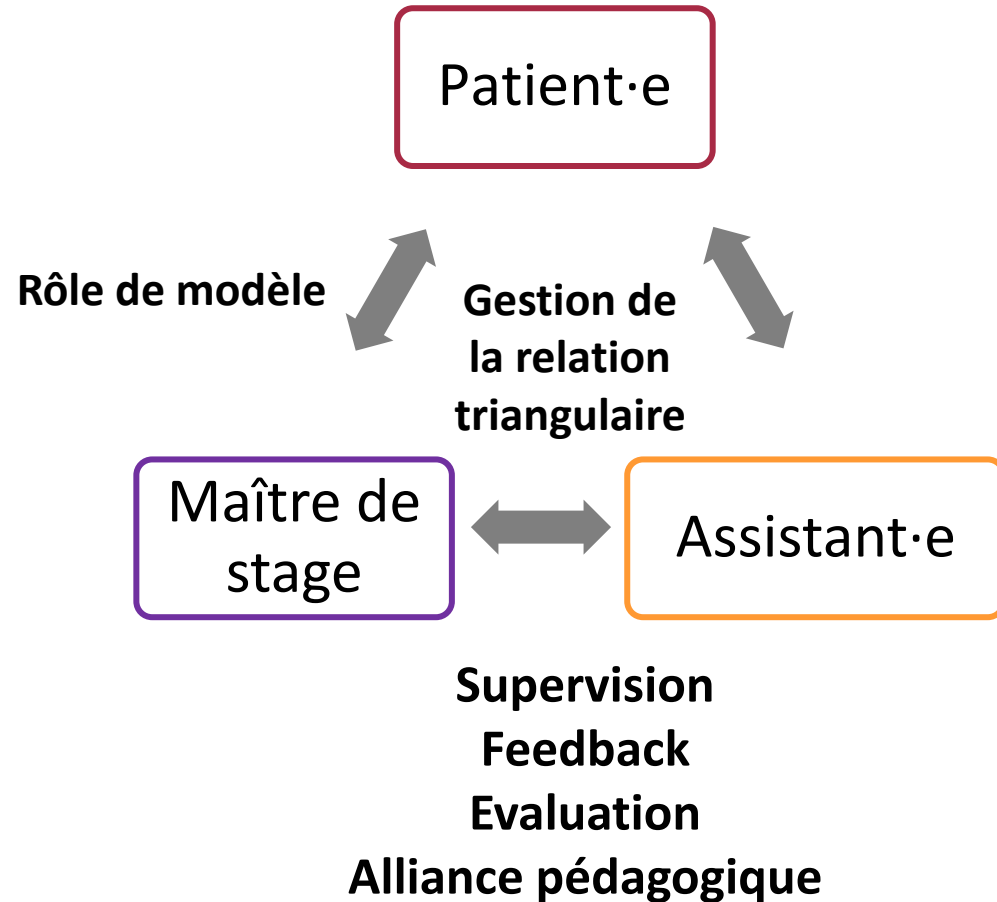 Patient·e
Rôle de modèle
Gestion de
la relation
triangulaire
Maître de
stage
Assistant·e
Supervision
Feedback
Evaluation
Alliance pédagogique